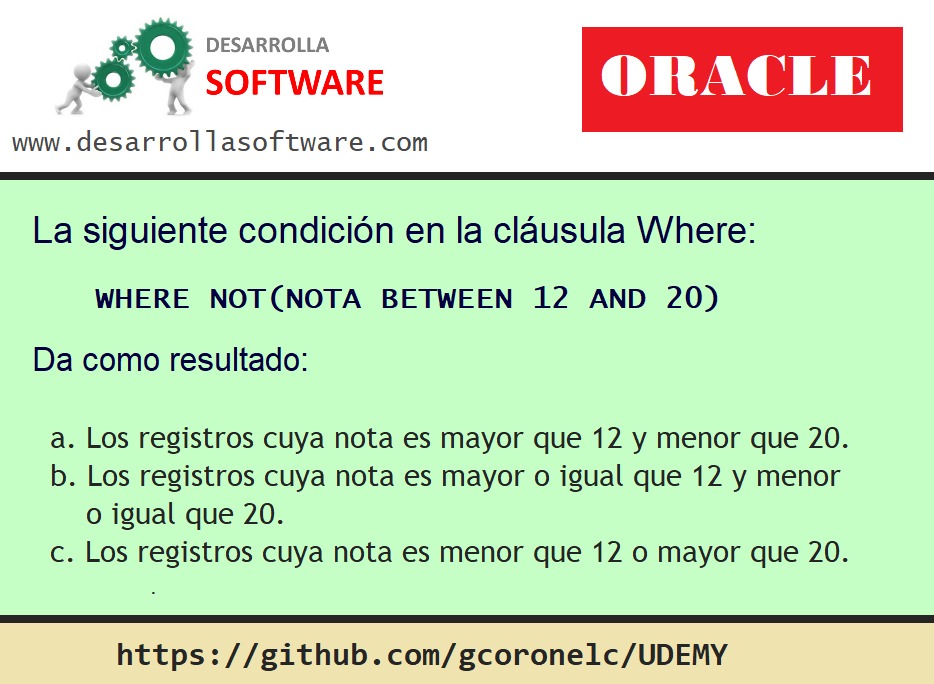 DESARROLLA
SOFTWARE
www.desarrollasoftware.com
ORACLE
La siguiente condición en la cláusula Where:
WHERE NOT(NOTA BETWEEN 12 AND 20)
Da como resultado:
a. Los registros cuya nota es mayor que 12 y menor que 20.
b. Los registros cuya nota es mayor o igual que 12 y menor
o igual que 20.
c. Los registros cuya nota es menor que 12 o mayor que 20.
.
https://github.com/gcoronelc/UDEMY